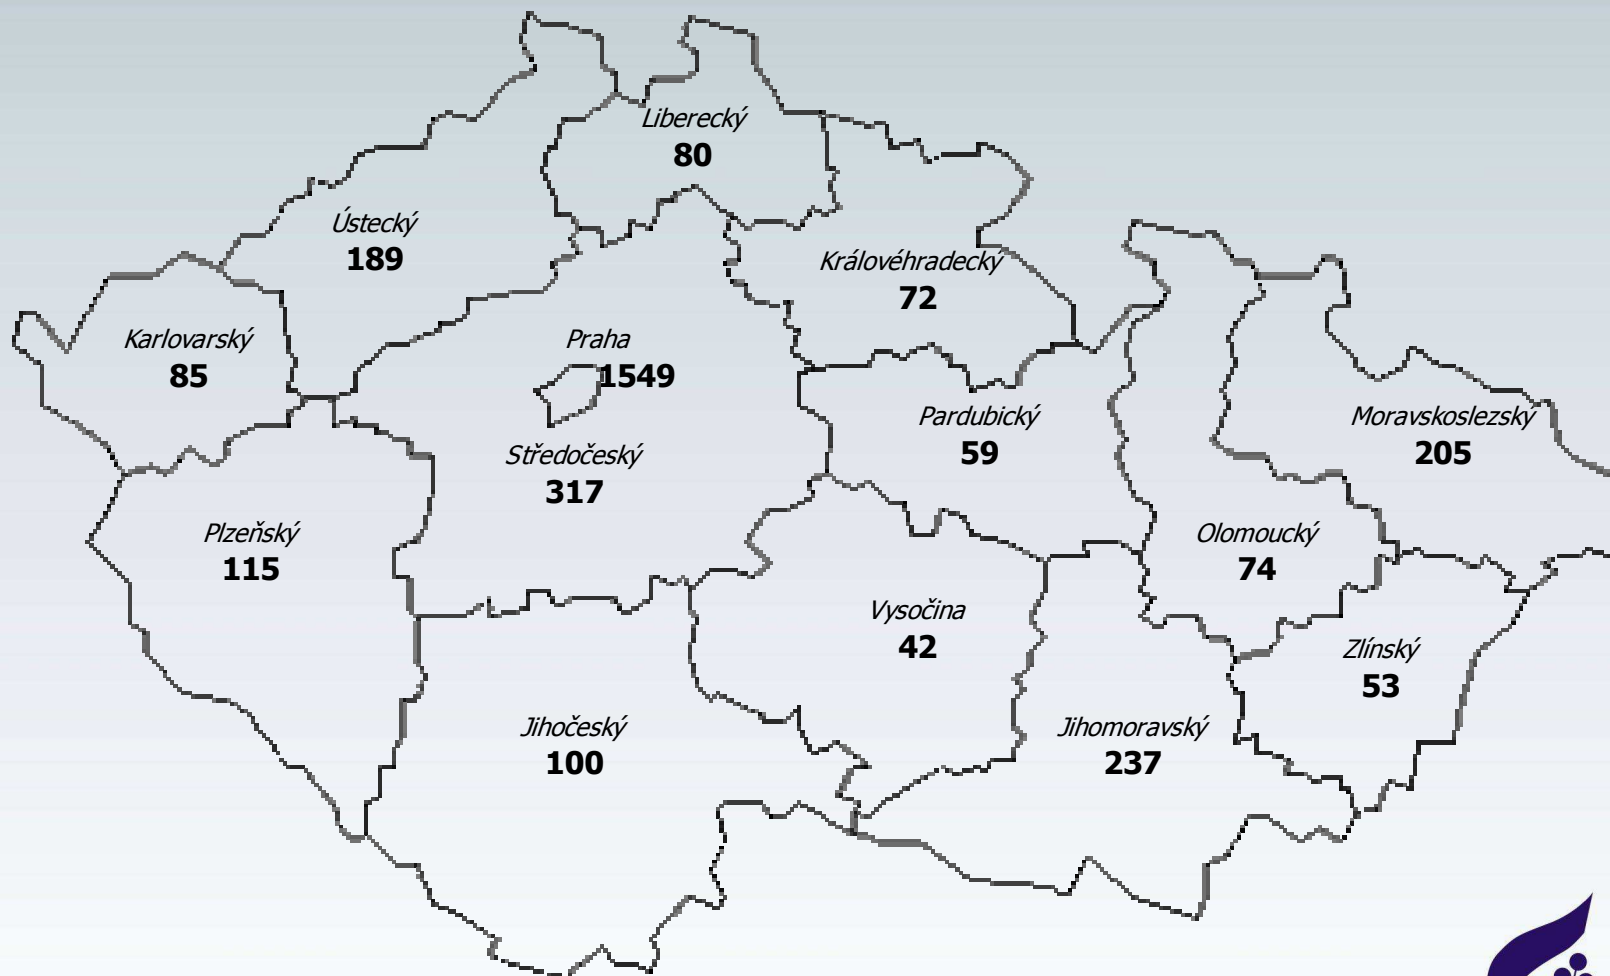 Liberecký
80
Ústecký
189
Královéhradecký
72
Karlovarský
85
Praha
1549
Pardubický
59
Moravskoslezský
205
Středočeský
317
Plzeňský
115
Olomoucký
74
Vysočina
42
Zlínský
53
Jihočeský
100
Jihomoravský
237